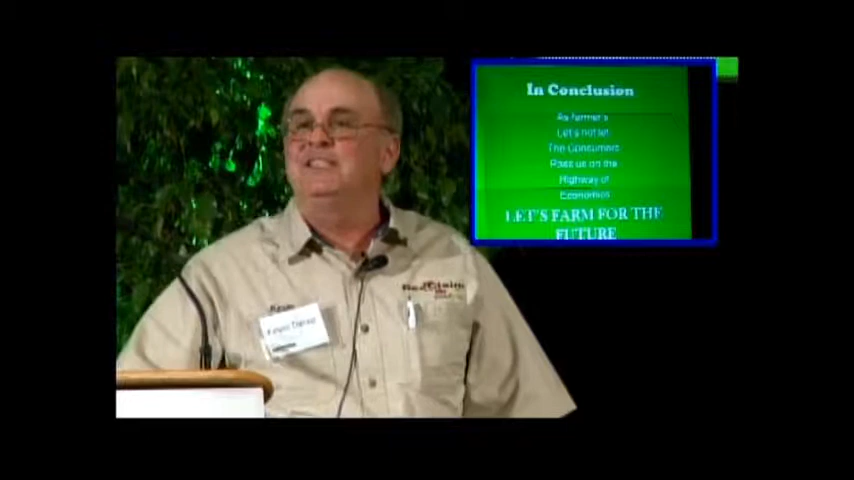 In Conclusion
As farmer's
Let's not let
The Consumers
Pass us on the
Highway of
Economics
LET'S FARM FOR THE
FUTURE
Kevin